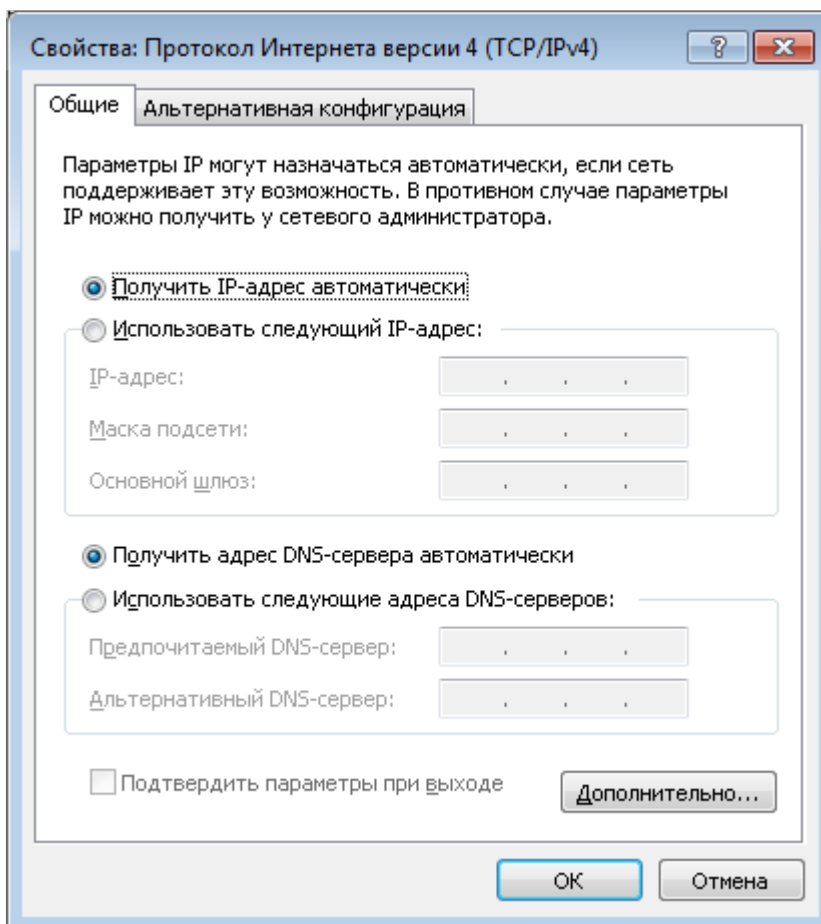 Свойства: Протокол Интернета версии 4 (TCP/IPv4)
Общие
Альтернативная конфигурация
Параметры IP могут назначаться автоматически, если сеть
поддерживает эту возможность. В противном случае параметры
IP можно получить у сетевого администратора.
Получить IP-адрес автоматически
Использовать следующий IP-адрес:
IP-адрес:
Маска подсети:
Основной шлюз:
Получить адрес DNS-сервера автоматически
Использовать следующие адреса DNS-серверов:
Предпочитаемый DNS-сервер:
Альтернативный DNS-сервер:
Подтвердить параметры при выходе
Дополнительно...
ОК
Отмена